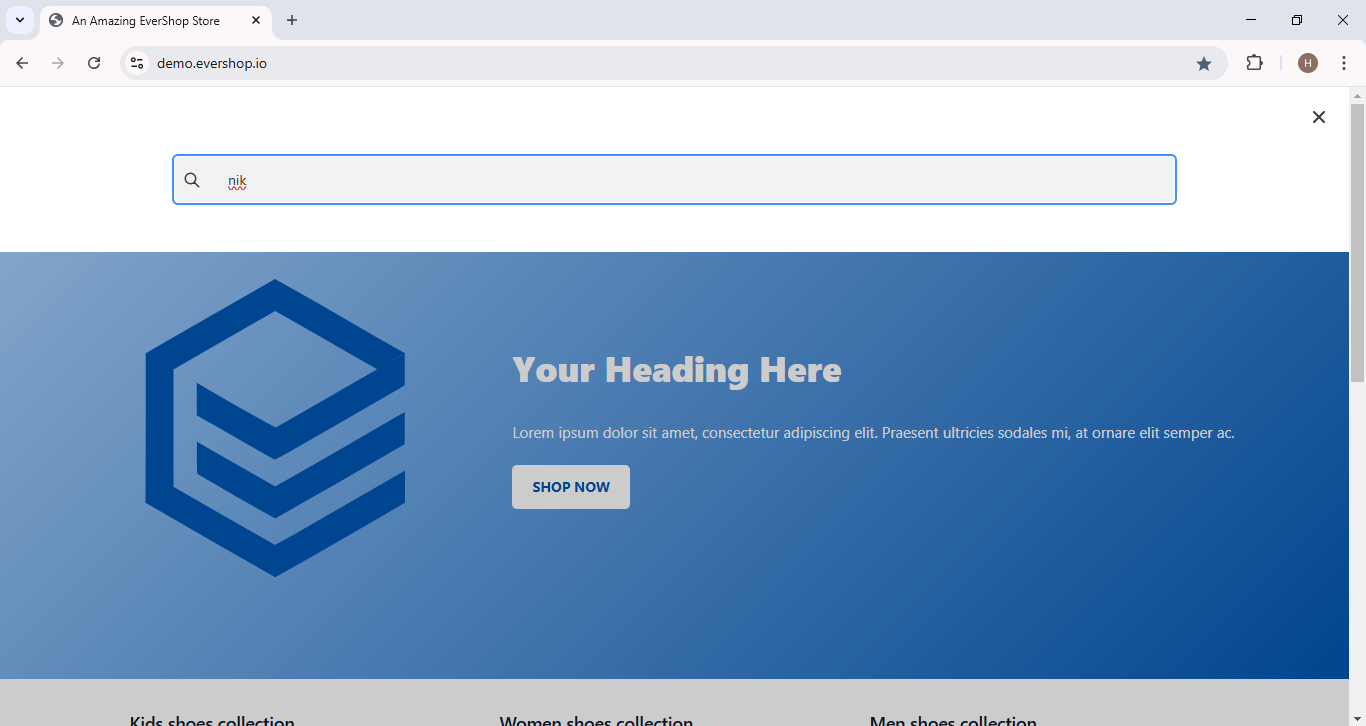 An Amazing EverShop Store
demo.evershop.io
H
nik
Your Heading Here
Lorem ipsum dolor sit amet, consectetur adipiscing elit. Praesent ultricies sodales mi, at ornare elit semper ac.
SHOP NOW
Kids shoes collection
Women shoes collection
Men shoes collection